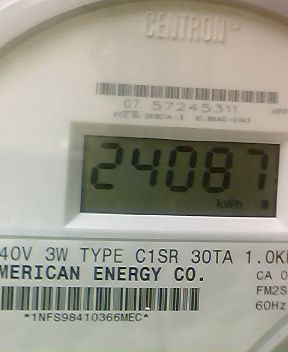 CENTRON®
07 57245311
24087
kWh
40V 3W TYPE C1SR 30TA 1.0K
MERICAN ENERGY CO.
CA 0
FM2S
60Hz
*1NFS98410366MEC*